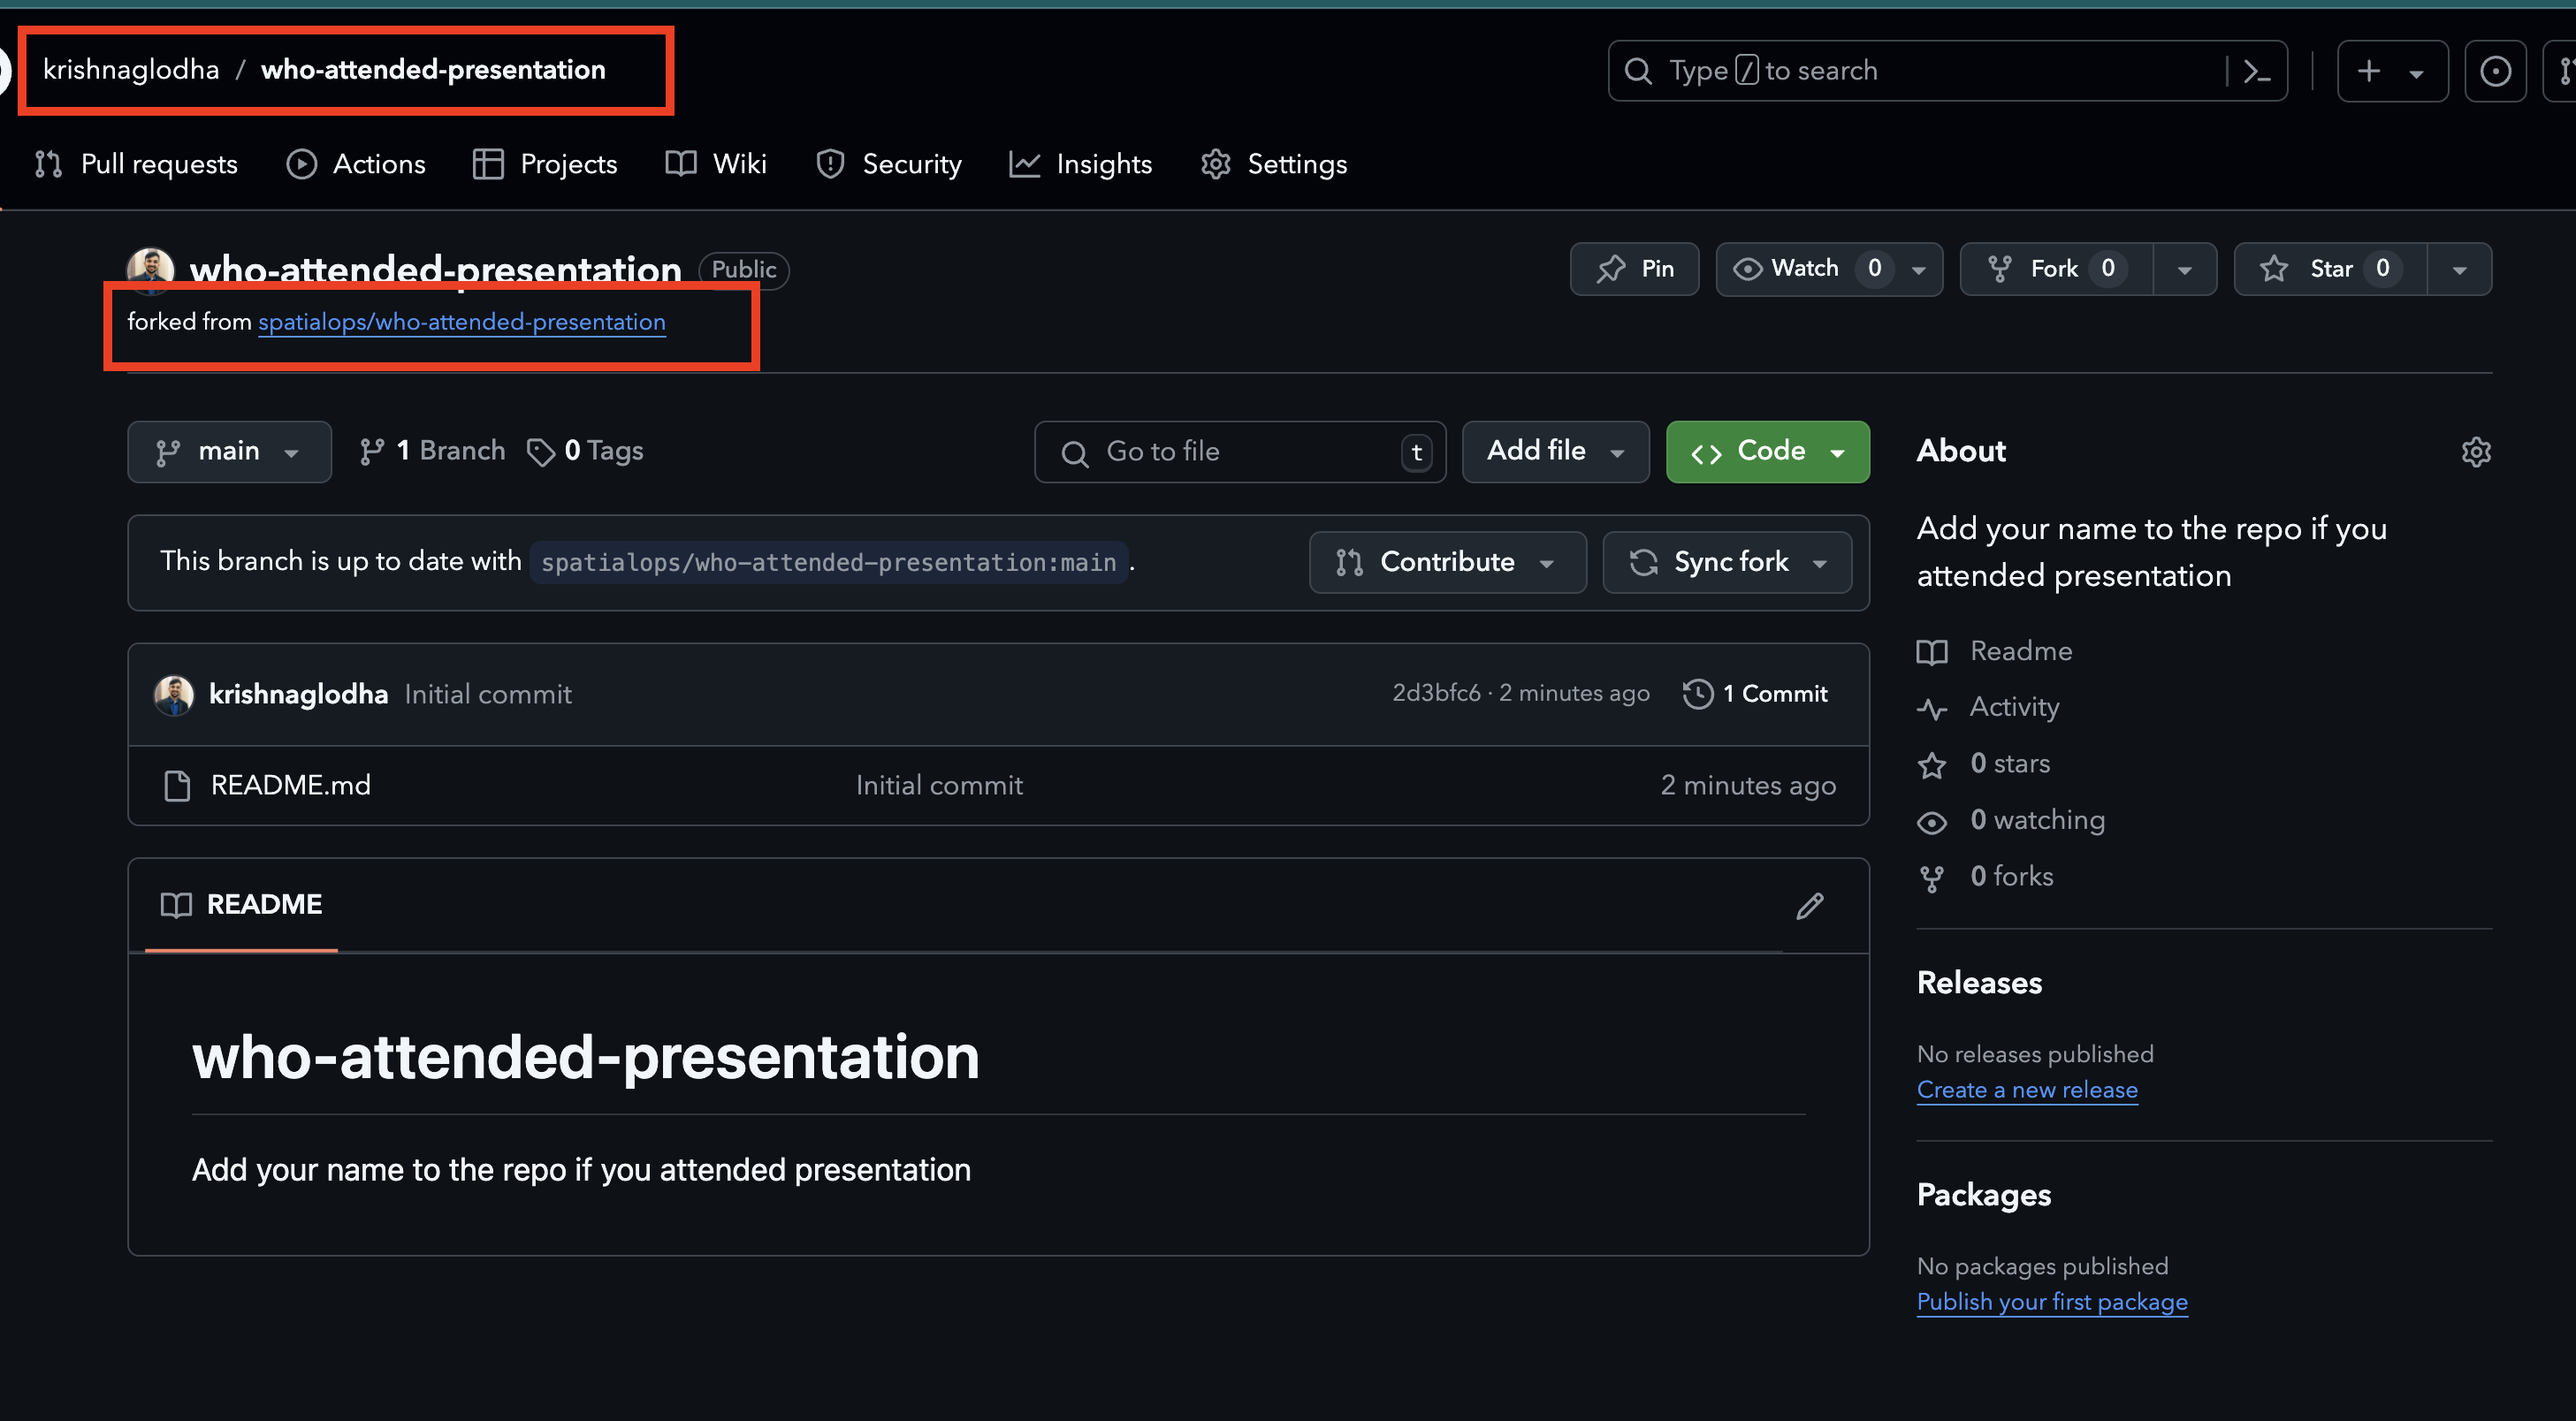 krishnaglodha / who-attended-presentation
Type / to search
Pull requests
Actions
Projects
Wiki
Security
Insights
Settings
who-attended-presentation Public
Pin
Watch 0
Fork 0
Star 0
forked from spatialops/who-attended-presentation
main
1 Branch
0 Tags
Go to file t
Add file
Code
This branch is up to date with spatialops/who-attended-presentation:main .
Contribute
Sync fork
krishnaglodha Initial commit
2d3bfc6 · 2 minutes ago
1 Commit
README.md
Initial commit
2 minutes ago
README
who-attended-presentation
Add your name to the repo if you attended presentation
About
Add your name to the repo if you
attended presentation
Readme
Activity
0 stars
0 watching
0 forks
Releases
No releases published
Create a new release
Packages
No packages published
Publish your first package